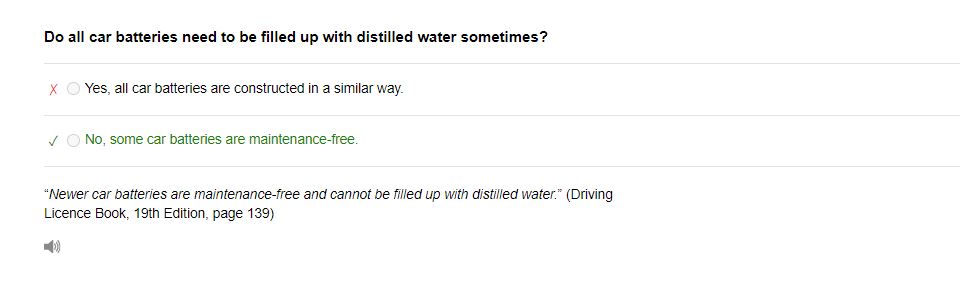 Do all car batteries need to be filled up with distilled water sometimes?
X Yes, all car batteries are constructed in a similar way.
✓ No, some car batteries are maintenance-free.
"Newer car batteries are maintenance-free and cannot be filled up with distilled water." (Driving
Licence Book, 19th Edition, page 139)